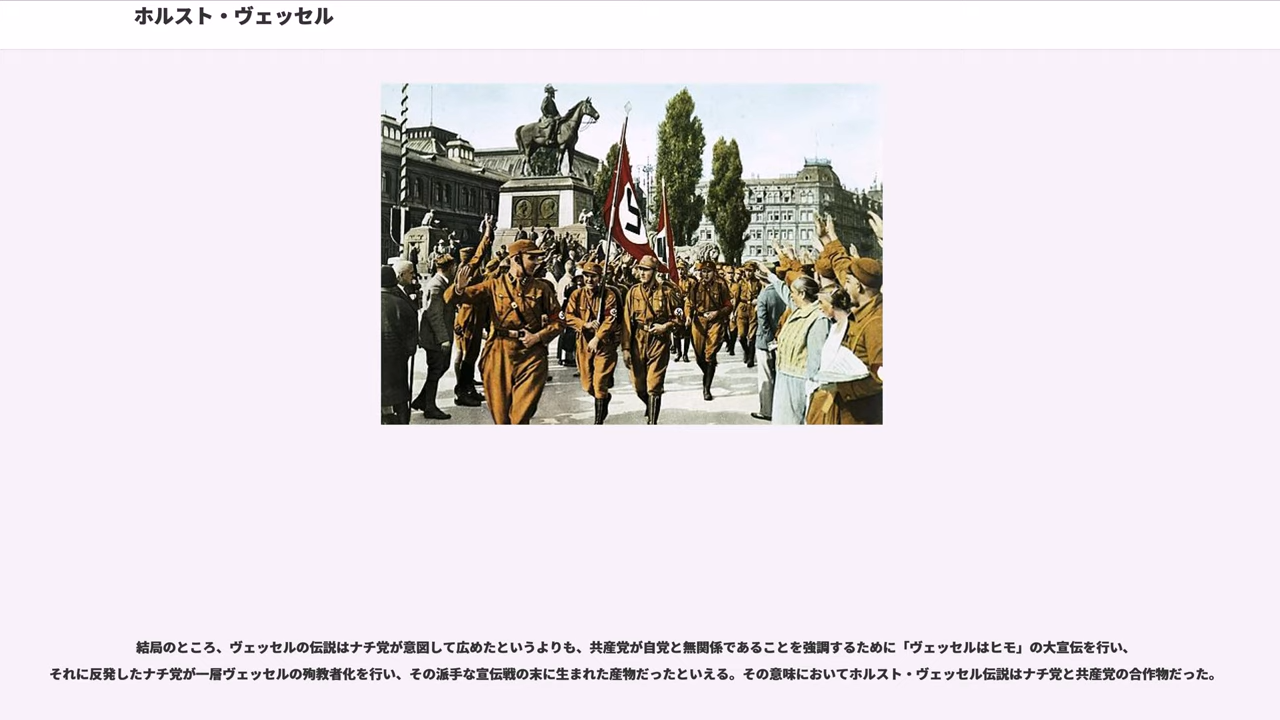 ホルスト・ヴェッセル
結局のところ、ヴェッセルの伝説はナチ党が意図して広めたというよりも、共産党が自党と無関係であることを強調するために「ヴェッセルはヒモ」の大宣伝を行い、
それに反発したナチ党が一層ヴェッセルの殉教者化を行い、その派手な宣伝戦の末に生まれた産物だったといえる。その意味においてホルスト・ヴェッセル伝説はナチ党と共産党の合作物だった。